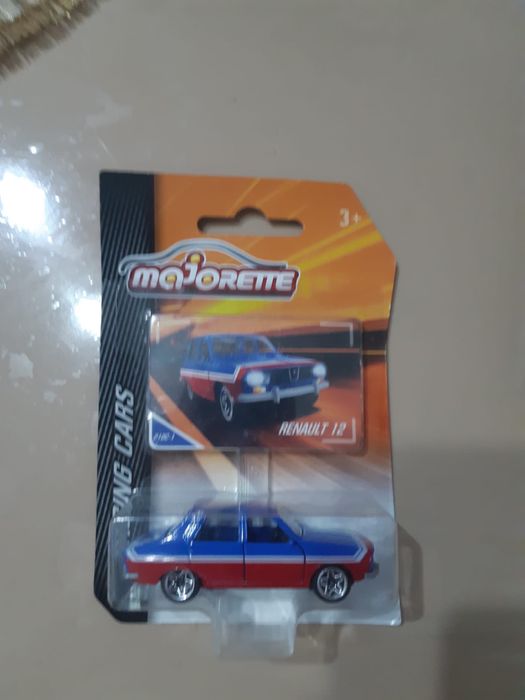 3+
majorette
RENAULT 12
ING CARS